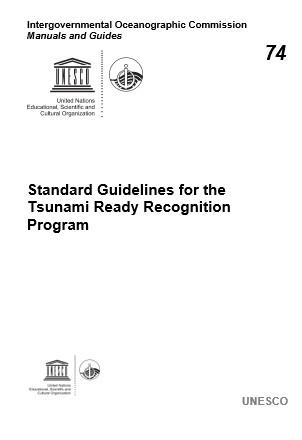 Intergovernmental Oceanographic Commission
Manuals and Guides
74
UNESCO
United Nations
Educational, Scientific and
Cultural Organization
Standard Guidelines for the
Tsunami Ready Recognition
Program
United Nations
Educational, Scientific and
Cultural Organization
UNESCO